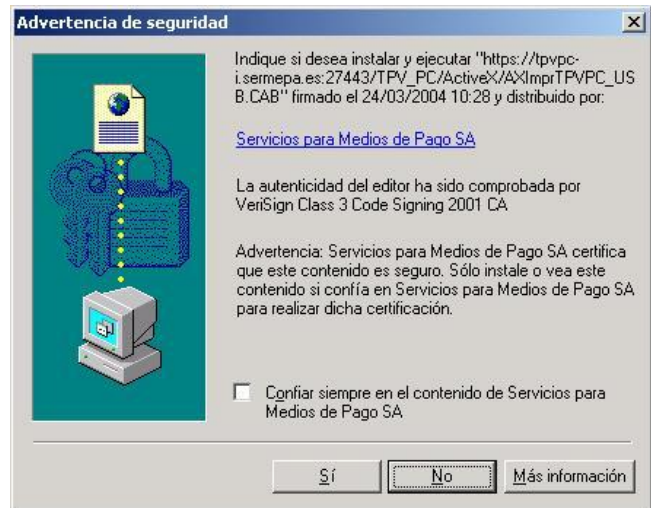 Advertencia de seguridad
Indique si desea instalar y ejecutar "https://tpvpc-
i.sermepa.es:27443/TPV_PC/ActiveX/AXImprTPVPC_US
B.CAB" firmado el 24/03/2004 10:28 y distribuido por:
Servicios para Medios de Pago SA
La autenticidad del editor ha sido comprobada por
VeriSign Class 3 Code Signing 2001 CA
Advertencia: Servicios para Medios de Pago SA certifica
que este contenido es seguro. Sólo instale o vea este
contenido si confía en Servicios para Medios de Pago SA
para realizar dicha certificación.
Confiar siempre en el contenido de Servicios para
Medios de Pago SA
Sí No Más información